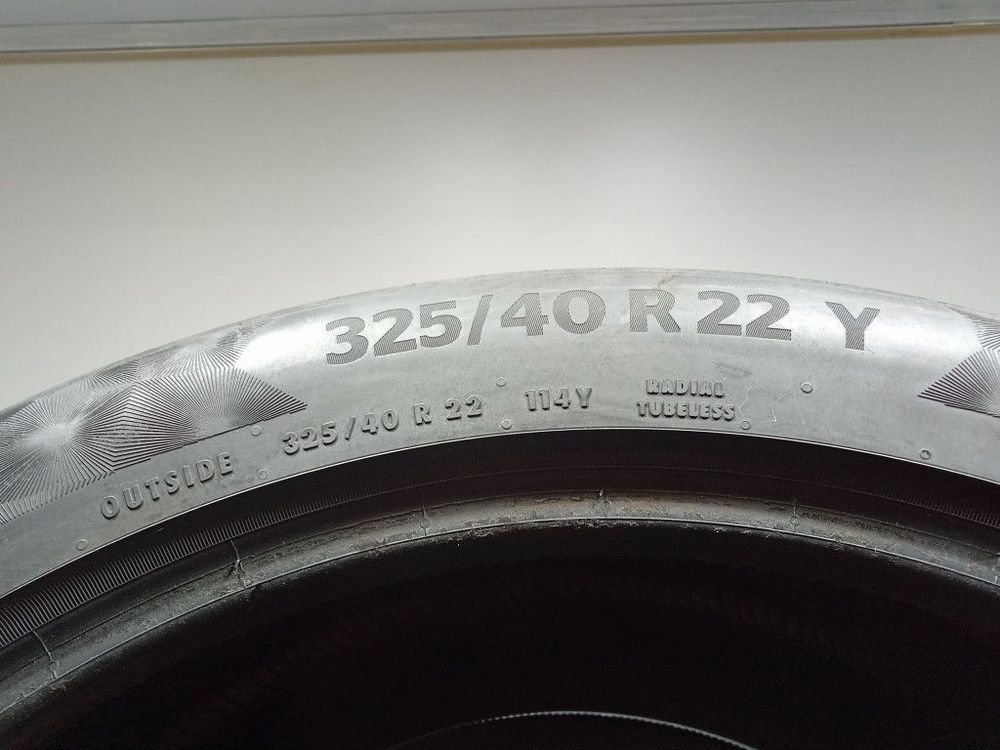 325/40 R 22 Y
OUTSIDE 325/40 R 22 114Y RADIAL
TUBELESS